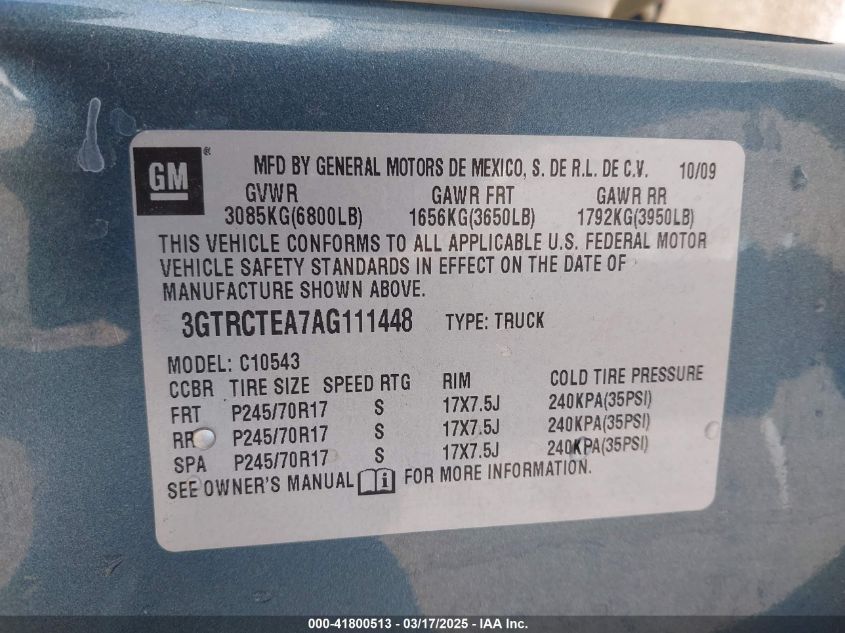 GM ® MFD BY GENERAL MOTORS DE MEXICO, S. DE R.L. DE C.V. 10/09
GVWR GAWR FRT GAWR RR
3085KG(6800LB) 1656KG(3650LB) 1792KG(3950LB)
THIS VEHICLE CONFORMS TO ALL APPLICABLE U.S. FEDERAL MOTOR
VEHICLE SAFETY STANDARDS IN EFFECT ON THE DATE OF
MANUFACTURE SHOWN ABOVE.
3GTRCTEA7AG111448 TYPE: TRUCK
MODEL: C10543
CCBR TIRE SIZE SPEED RTG RIM COLD TIRE PRESSURE
FRT P245/70R17 S 17X7.5J 240KPA(35PSI)
RR P245/70R17 S 17X7.5J 240KPA(35PSI)
SPA P245/70R17 S 17X7.5J 240KPA(35PSI)
SEE OWNER'S MANUAL i FOR MORE INFORMATION.
000-41800513 - 03/17/2025 - IAA Inc.